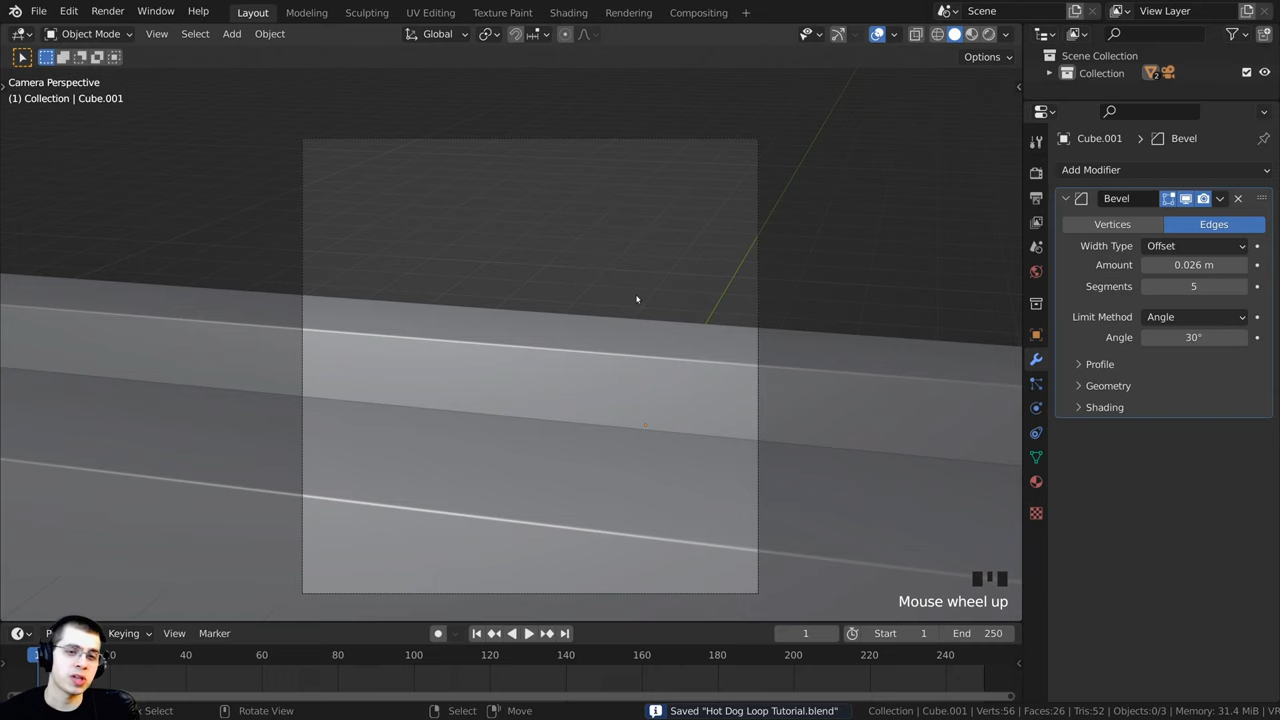 File Edit Render Window Help Layout Modeling Sculpting UV Editing Texture Paint Shading Animation Rendering Compositing + Scene View Layer
Object Mode View Select Add Object Global
Options
Camera Perspective
(1) Collection | Cube.001
Scene Collection
Collection 2
Cube.001 > Bevel
Add Modifier
Bevel
Vertices Edges
Width Type Offset
Amount 0.026 m
Segments 5
Limit Method Angle
Angle 30°
Profile
Geometry
Shading
Mouse wheel up
Keying View Marker 1 Start 1 End 250
20 40 60 80 100 120 140 160 180 200 220 240
Select Rotate View Select Move Saved "Hot Dog Loop Tutorial.blend" Collection | Cube.001 | Verts:56 | Faces:26 | Tris:52 | Objects:0/3 | Memory: 31.4 MiB | VR